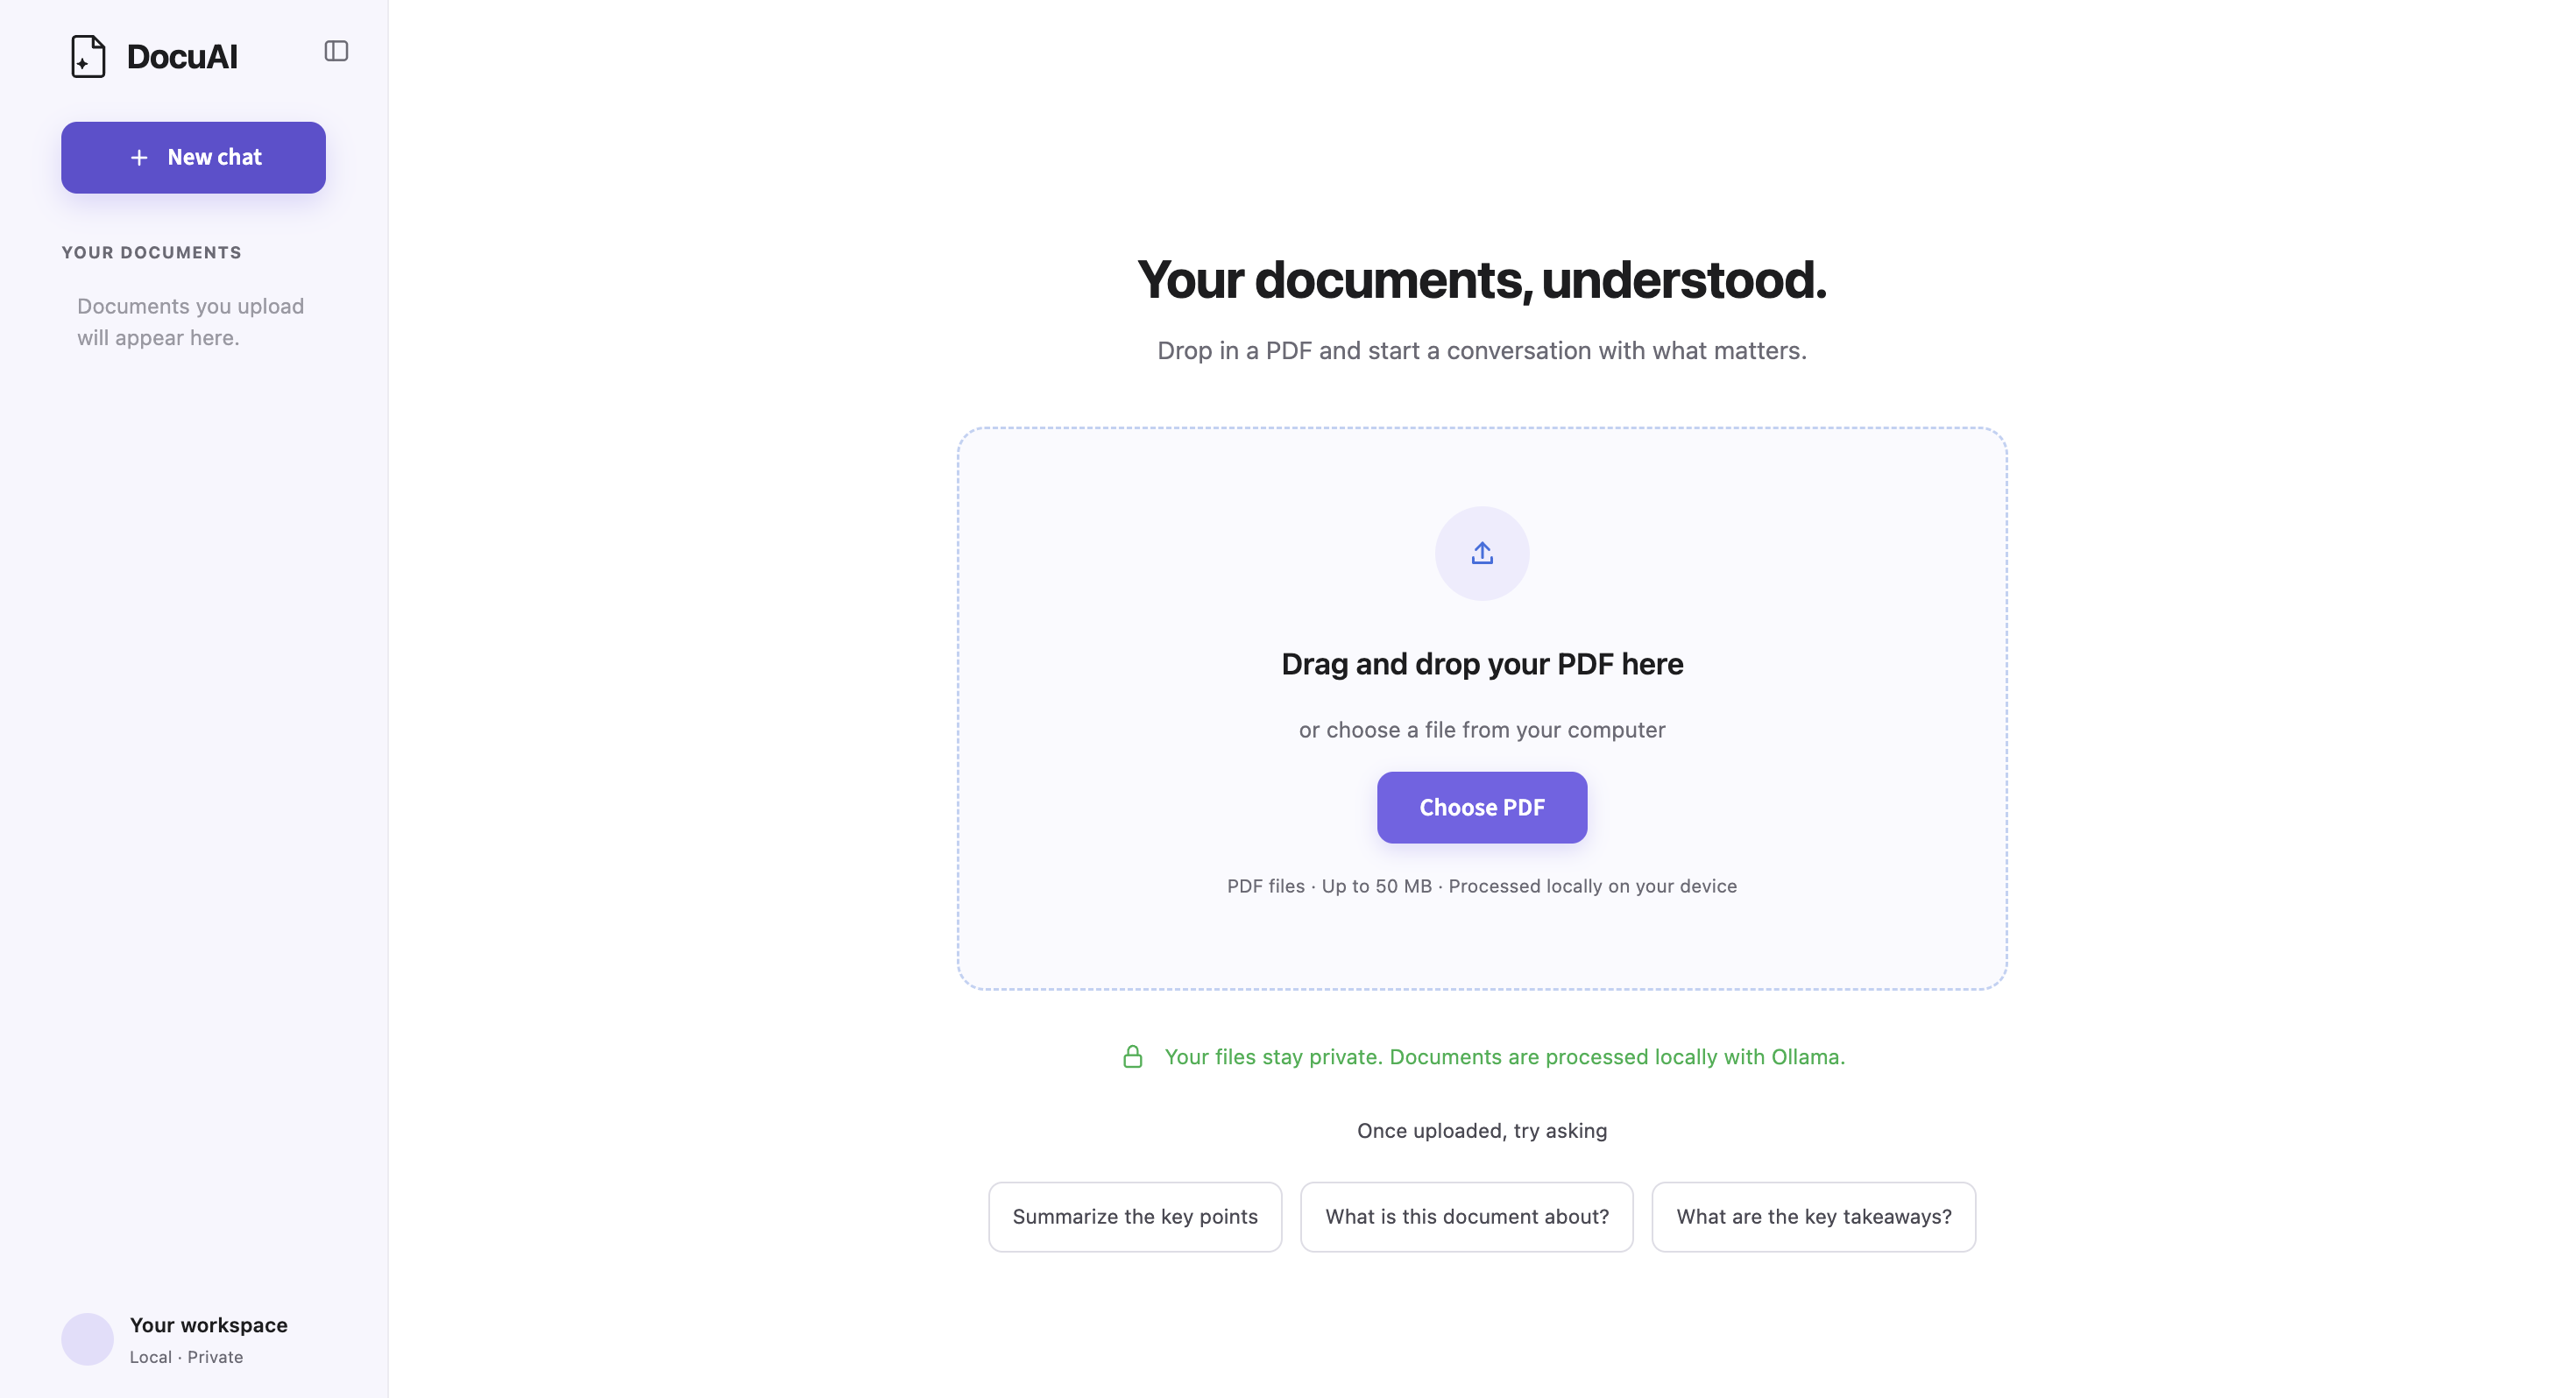 DocuAI
New chat
YOUR DOCUMENTS
Documents you upload
will appear here.
Your documents, understood.
Drop in a PDF and start a conversation with what matters.
Drag and drop your PDF here
or choose a file from your computer
Choose PDF
PDF files · Up to 50 MB · Processed locally on your device
Your files stay private. Documents are processed locally with Ollama.
Once uploaded, try asking
Summarize the key points
What is this document about?
What are the key takeaways?
Your workspace
Local · Private